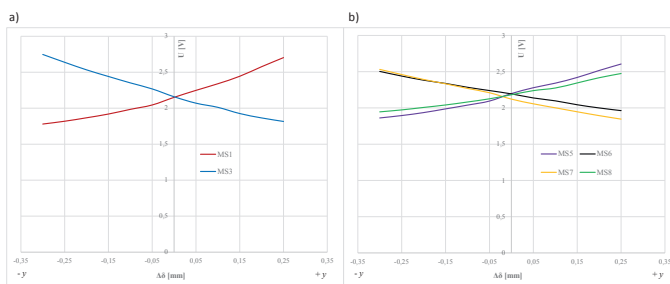 a)
3
U [V]
2,5
2
1,5
MS1
MS3
1
0,5
0
-0,35 -0,25 -0,15 -0,05 0,05 0,15 0,25 0,35
- y Δδ [mm] + y
b)
3
U [V]
2,5
2
1,5
MS5 MS6
MS7 MS8
1
0,5
0
-0,35 -0,25 -0,15 -0,05 0,05 0,15 0,25 0,35
- y Δδ [mm] + y